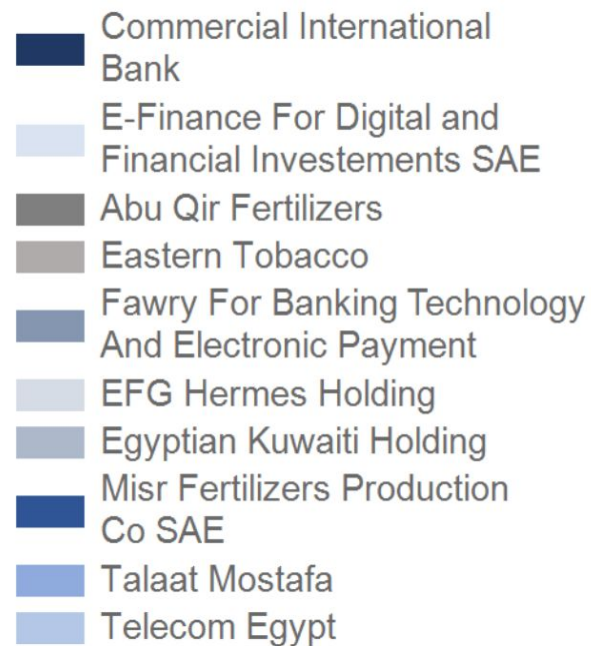 Commercial International
Bank
E-Finance For Digital and
Financial Investements SAE
Abu Qir Fertilizers
Eastern Tobacco
Fawry For Banking Technology
And Electronic Payment
EFG Hermes Holding
Egyptian Kuwaiti Holding
Misr Fertilizers Production
Co SAE
Talaat Mostafa
Telecom Egypt